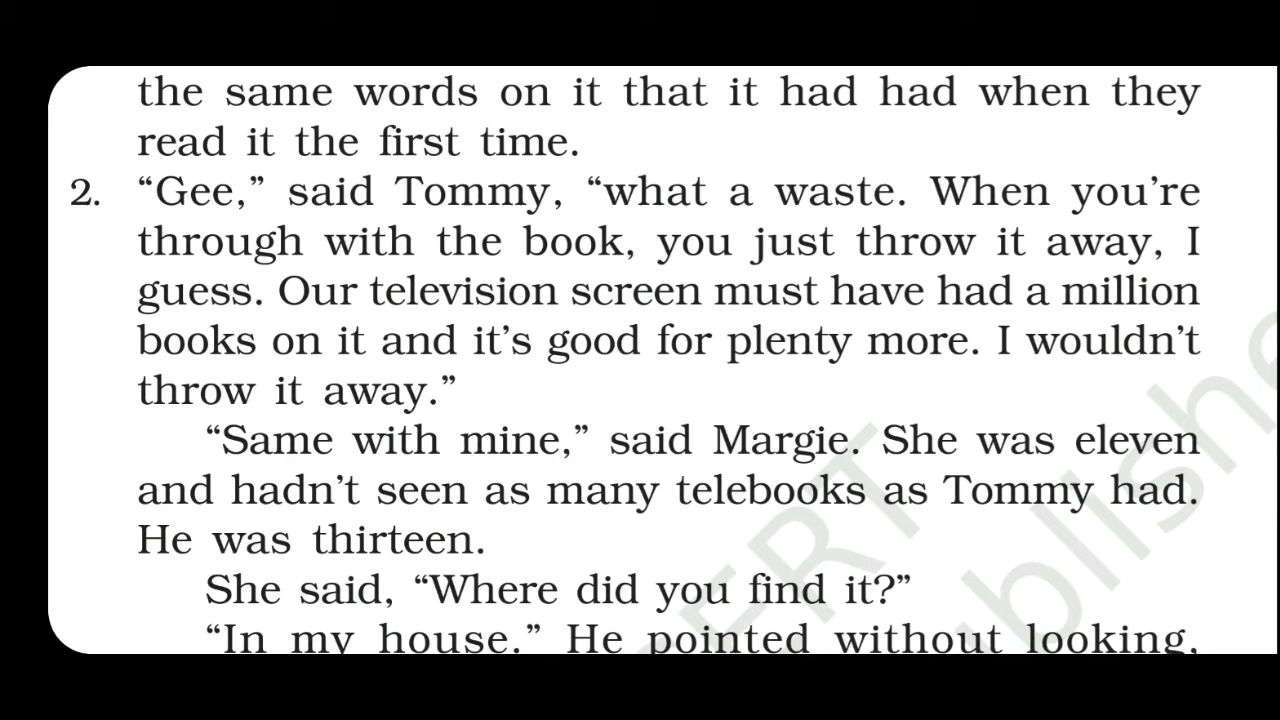 the same words on it that it had had when they
read it the first time.
2. “Gee,” said Tommy, “what a waste. When you’re
through with the book, you just throw it away, I
guess. Our television screen must have had a million
books on it and it’s good for plenty more. I wouldn’t
throw it away.”
“Same with mine,” said Margie. She was eleven
and hadn’t seen as many telebooks as Tommy had.
He was thirteen.
She said, “Where did you find it?”
“In my house.” He pointed without looking,